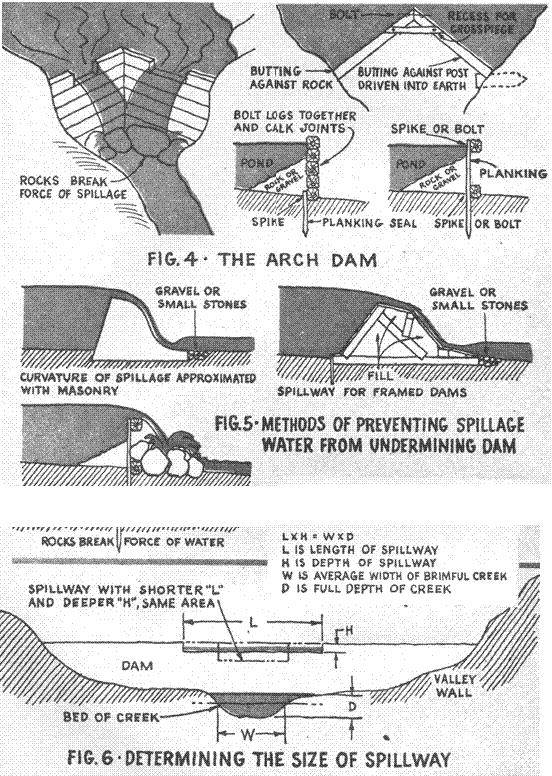 BOLT
RECESS FOR
CROSSPIECE
BUTTING
AGAINST ROCK
BUTTING AGAINST POST
DRIVEN INTO EARTH
ROCKS BREAK
FORCE OF SPILLAGE
BOLT LOGS TOGETHER
AND CALK JOINTS
POND
ROCK OR
GRAVEL
SPIKE
PLANKING SEAL
SPIKE OR BOLT
POND
ROCK OR
GRAVEL
PLANKING
SPIKE OR BOLT
FIG. 4 · THE ARCH DAM
GRAVEL OR
SMALL STONES
CURVATURE OF SPILLAGE APPROXIMATED
WITH MASONRY
GRAVEL OR
SMALL STONES
FILL
SPILLWAY FOR FRAMED DAMS
FIG.5 · METHODS OF PREVENTING SPILLAGE
WATER FROM UNDERMINING DAM
ROCKS BREAK FORCE OF WATER
L X H = W X D
L IS LENGTH OF SPILLWAY
H IS DEPTH OF SPILLWAY
W IS AVERAGE WIDTH OF BRIMFUL CREEK
D IS FULL DEPTH OF CREEK
SPILLWAY WITH SHORTER "L"
AND DEEPER "H", SAME AREA
L
H
DAM
VALLEY
WALL
D
BED OF CREEK
W
FIG. 6 · DETERMINING THE SIZE OF SPILLWAY